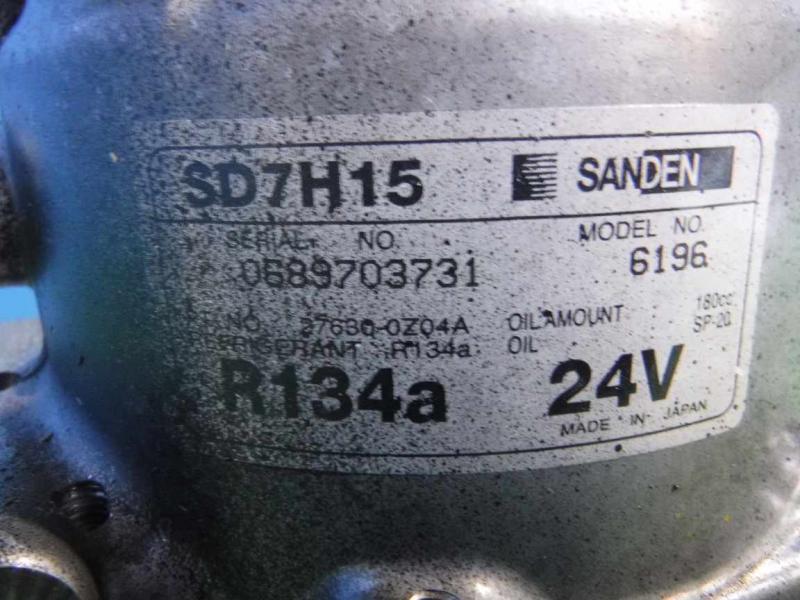 SD7H15 SANDEN
SERIAL NO. MODEL NO.
0689703731 6196
NO. 27630-0Z04A OIL AMOUNT 180cc
REFRIGERANT R134a OIL SP-20
R134a 24V
MADE IN JAPAN